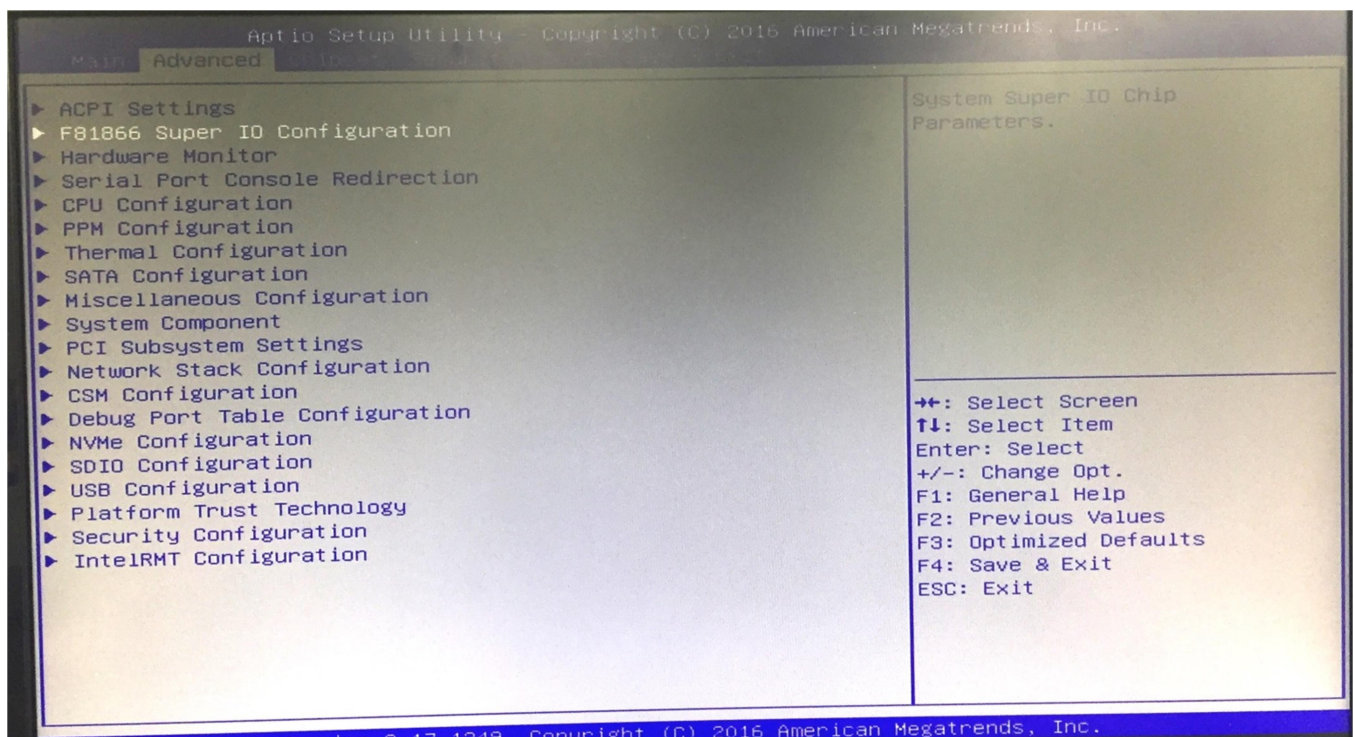 Aptio Setup Utility – Copyright (C) 2016 American Megatrends, Inc.
Main Advanced
ACPI Settings
F81866 Super IO Configuration
Hardware Monitor
Serial Port Console Redirection
CPU Configuration
PPM Configuration
Thermal Configuration
SATA Configuration
Miscellaneous Configuration
System Component
PCI Subsystem Settings
Network Stack Configuration
CSM Configuration
Debug Port Table Configuration
NVMe Configuration
SDIO Configuration
USB Configuration
Platform Trust Technology
Security Configuration
IntelRMT Configuration
System Super IO Chip
Parameters.
→←: Select Screen
↑↓: Select Item
Enter: Select
+/-: Change Opt.
F1: General Help
F2: Previous Values
F3: Optimized Defaults
F4: Save & Exit
ESC: Exit
Copyright (C) 2016 American Megatrends, Inc.